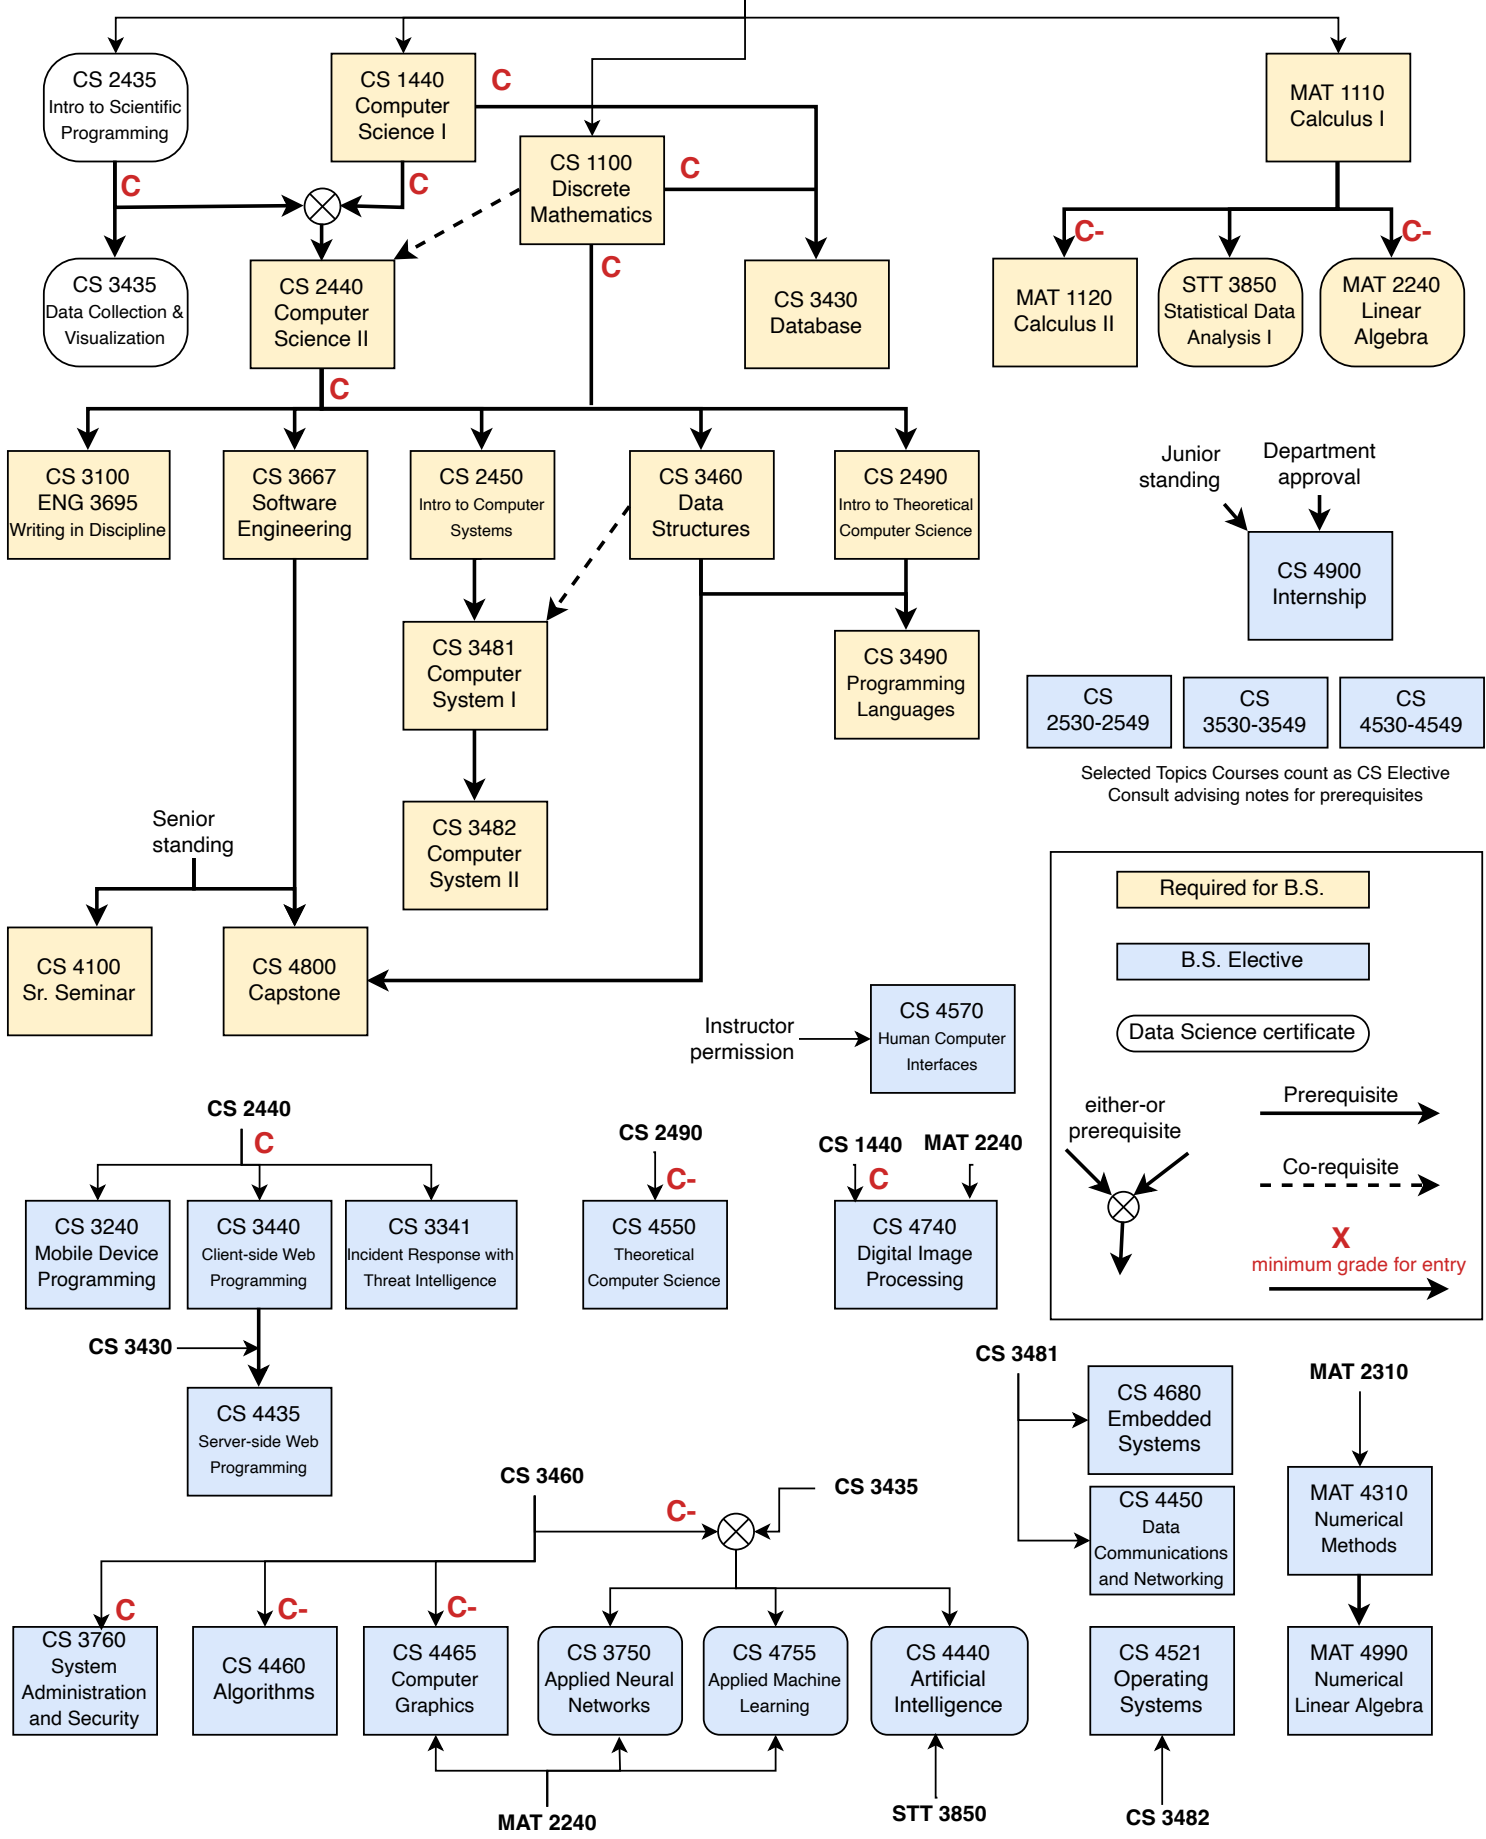 CS 2435
Intro to Scientific
Programming
CS 1440
Computer
Science I
C
MAT 1110
Calculus I
CS 1100
Discrete
Mathematics
C
C
C
C
C-
C-
CS 3435
Data Collection &
Visualization
CS 2440
Computer
Science II
CS 3430
Database
MAT 1120
Calculus II
STT 3850
Statistical Data
Analysis I
MAT 2240
Linear
Algebra
C
CS 3100
ENG 3695
Writing in Discipline
CS 3667
Software
Engineering
CS 2450
Intro to Computer
Systems
CS 3460
Data
Structures
CS 2490
Intro to Theoretical
Computer Science
Junior
standing
Department
approval
CS 4900
Internship
CS 3481
Computer
System I
CS 3490
Programming
Languages
CS
2530-2549
CS
3530-3549
CS
4530-4549
Selected Topics Courses count as CS Elective
Consult advising notes for prerequisites
CS 3482
Computer
System II
Senior
standing
CS 4100
Sr. Seminar
CS 4800
Capstone
Required for B.S.
B.S. Elective
Data Science certificate
either-or
prerequisite
Prerequisite
Co-requisite
X
minimum grade for entry
Instructor
permission
CS 4570
Human Computer
Interfaces
CS 2440
C
CS 2490
C-
CS 1440
C
MAT 2240
CS 3240
Mobile Device
Programming
CS 3440
Client-side Web
Programming
CS 3341
Incident Response with
Threat Intelligence
CS 4550
Theoretical
Computer Science
CS 4740
Digital Image
Processing
CS 3430
CS 4435
Server-side Web
Programming
CS 3481
CS 4680
Embedded
Systems
CS 4450
Data
Communications
and Networking
MAT 2310
MAT 4310
Numerical
Methods
CS 3460
C-
CS 3435
C
C-
C-
CS 3760
System
Administration
and Security
CS 4460
Algorithms
CS 4465
Computer
Graphics
CS 3750
Applied Neural
Networks
CS 4755
Applied Machine
Learning
CS 4440
Artificial
Intelligence
CS 4521
Operating
Systems
MAT 4990
Numerical
Linear Algebra
MAT 2240
STT 3850
CS 3482